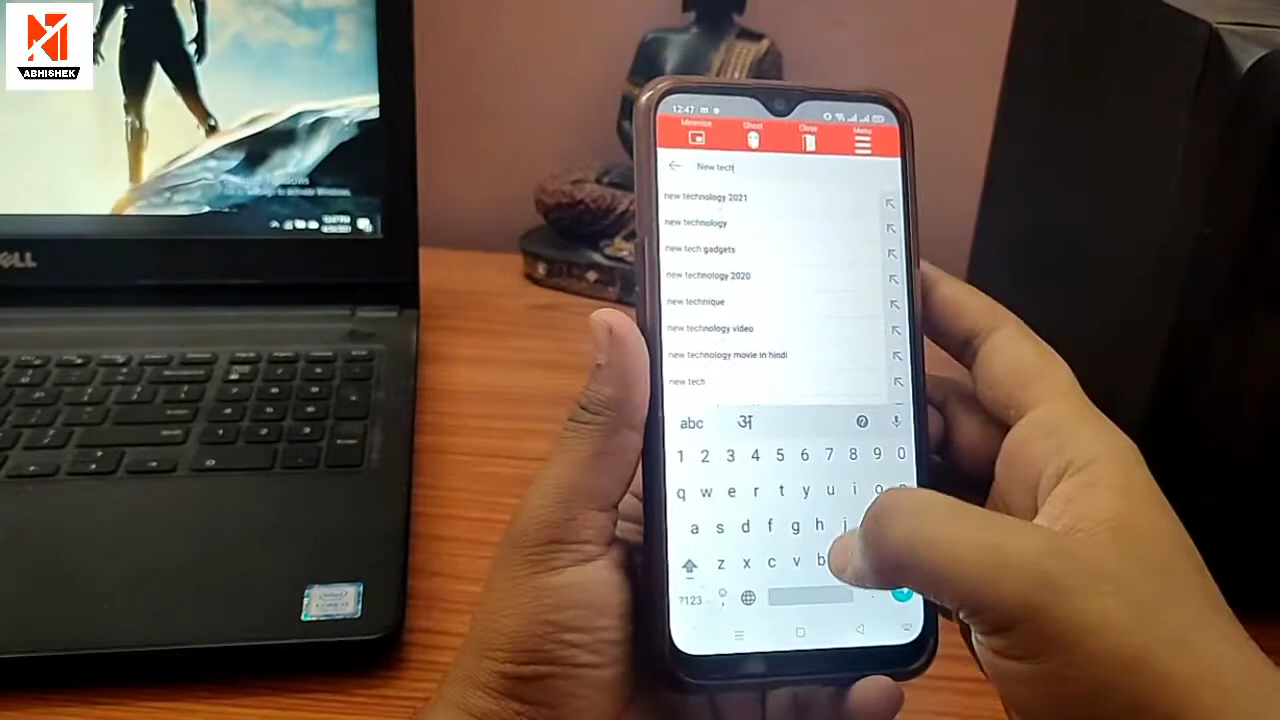 ABHISHEK
12:47
Minimise Ghost Close Menu
New tech
new technology 2021
new technology
new tech gadgets
new technology 2020
new technique
new technology video
new technology movie in hindi
new tech
abc अ
1 2 3 4 5 6 7 8 9 0
q w e r t y u i o
a s d f g h j
z x c v b
?123
DELL